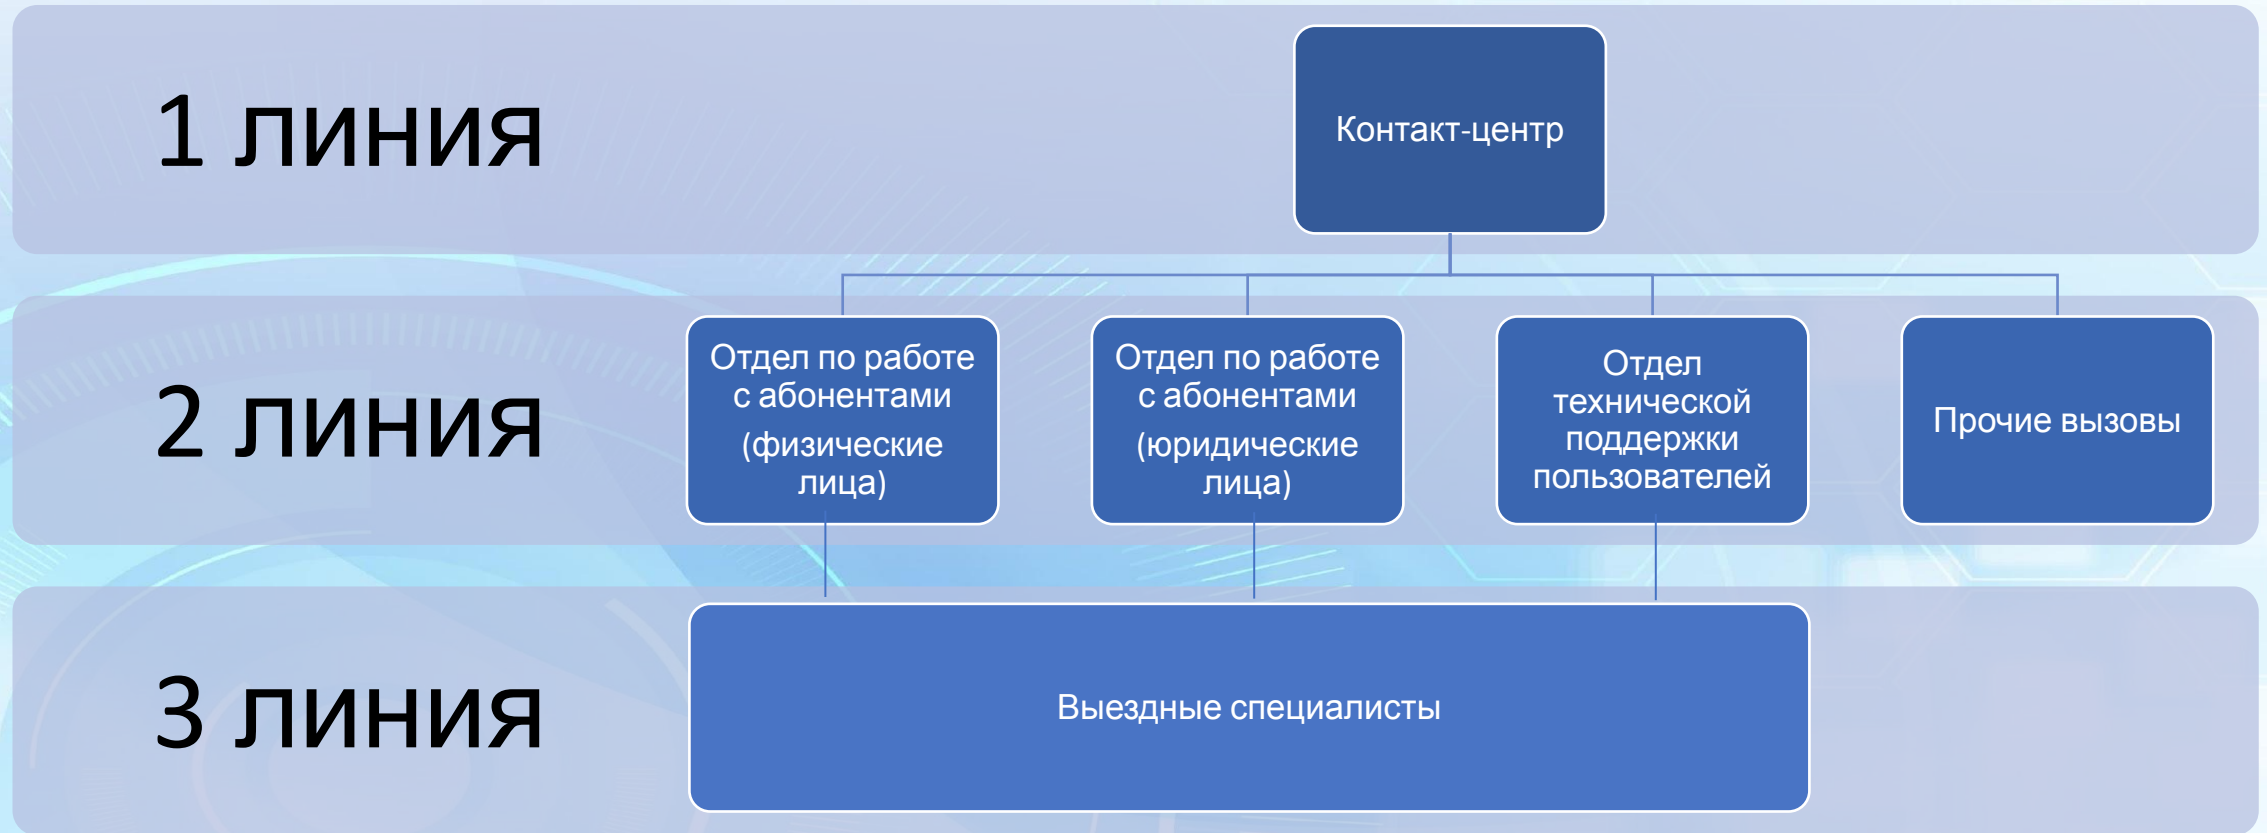 1 линия
Контакт-центр
2 линия
Отдел по работе
с абонентами
(физические
лица)
Отдел по работе
с абонентами
(юридические
лица)
Отдел
технической
поддержки
пользователей
Прочие вызовы
3 линия
Выездные специалисты